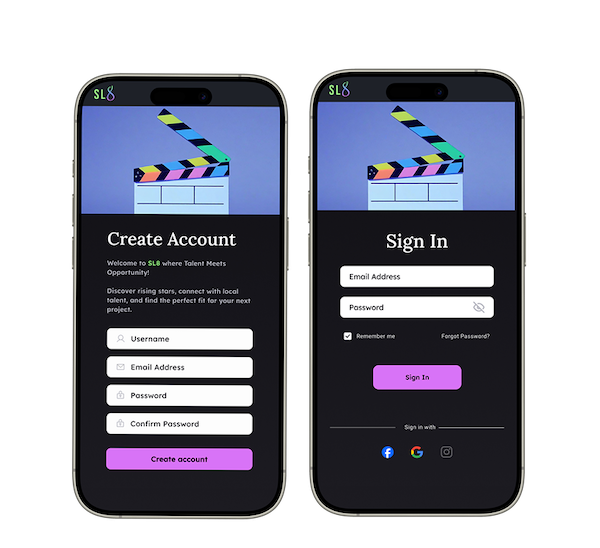 SL8
Create Account
Welcome to SL8 where Talent Meets
Opportunity!
Discover rising stars, connect with local
talent, and find the perfect fit for your next
project.
Username
Email Address
Password
Confirm Password
Create account
SL8
Sign In
Email Address
Password
Remember me
Forgot Password?
Sign In
Sign in with